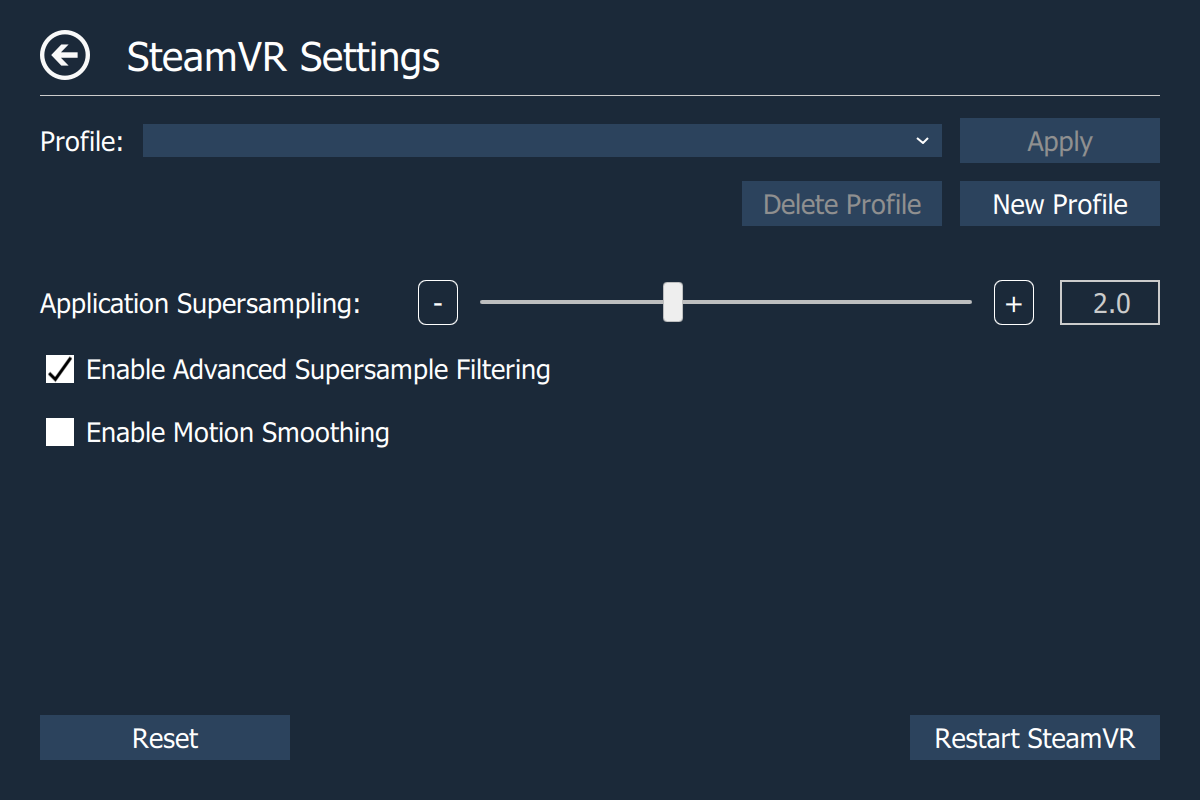 SteamVR Settings
Profile:
Apply
Delete Profile
New Profile
Application Supersampling:
-
+
2.0
Enable Advanced Supersample Filtering
Enable Motion Smoothing
Reset
Restart SteamVR